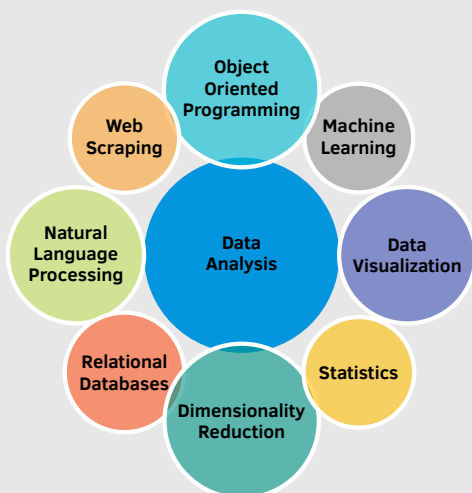 Object
Oriented
Programming
Web
Scraping
Machine
Learning
Natural
Language
Processing
Data
Analysis
Data
Visualization
Relational
Databases
Statistics
Dimensionality
Reduction